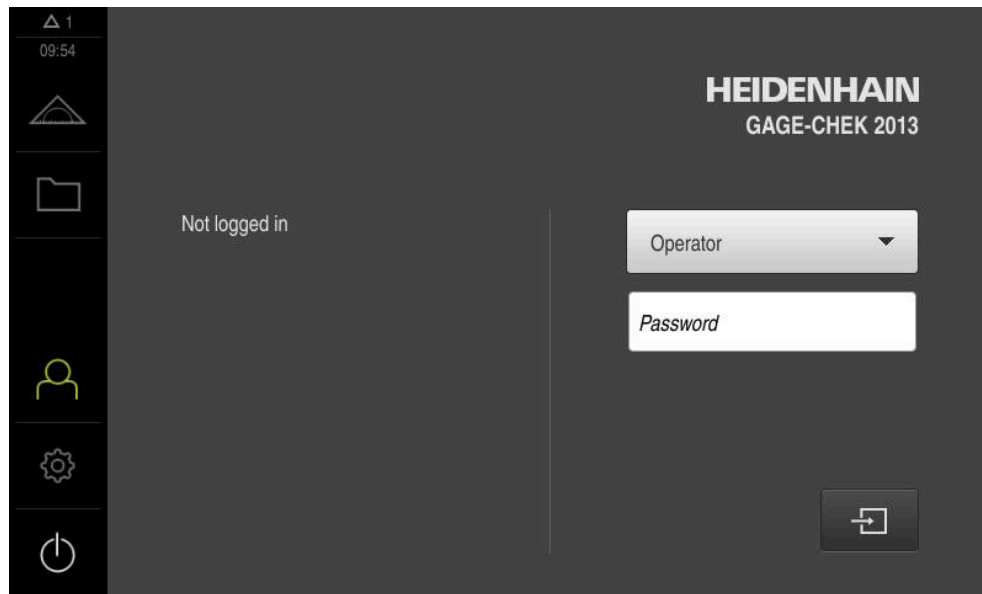 1
09:54
HEIDENHAIN
GAGE-CHEK 2013
Not logged in
Operator
Password